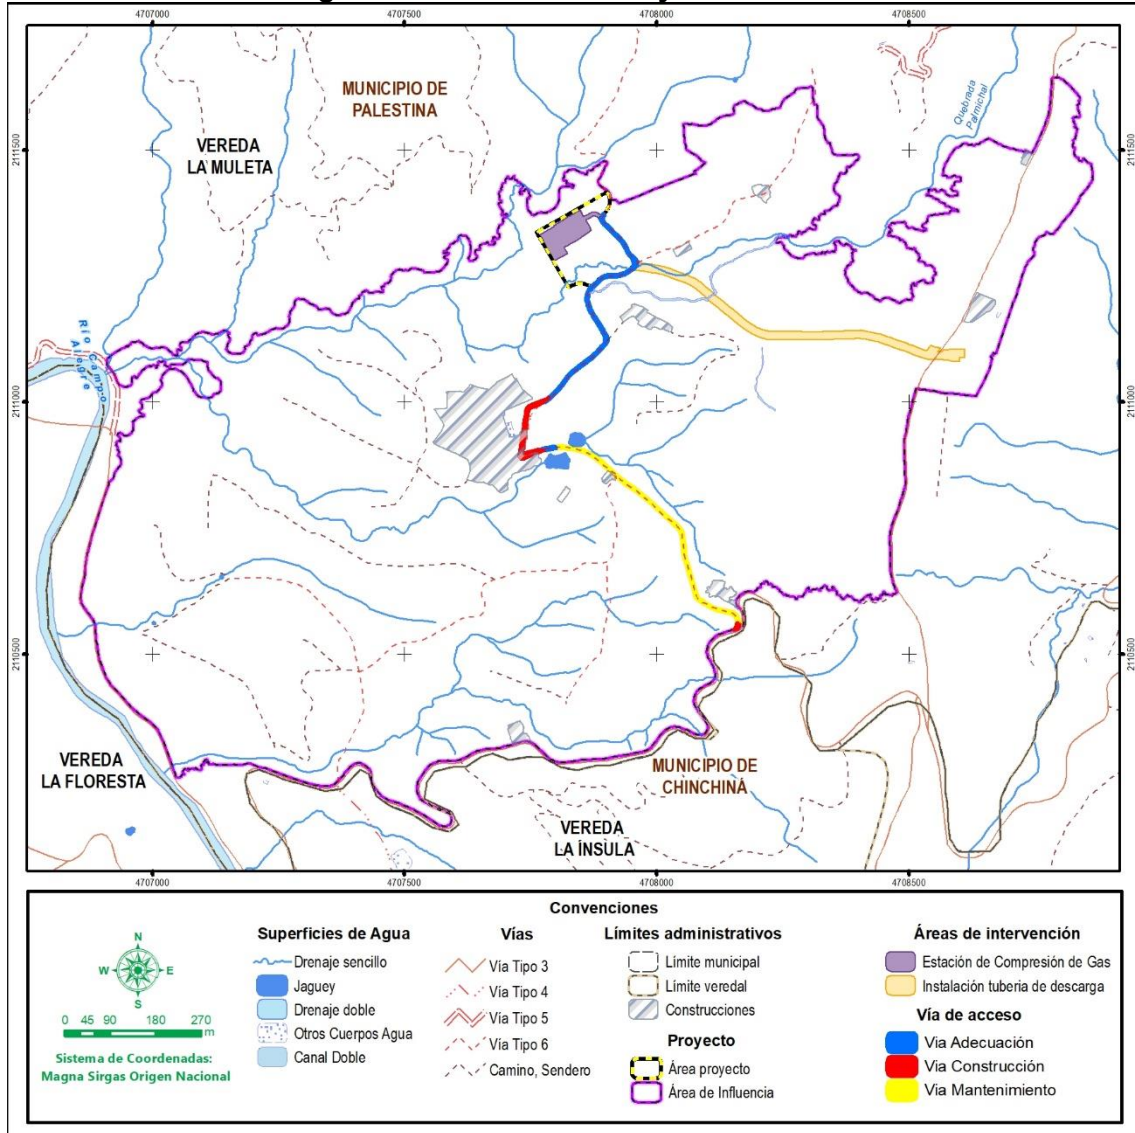 4707000
4707500
4708000
4708500
MUNICIPIO DE
PALESTINA
Quebrada
Palmichal
VEREDA
LA MULETA
2111500
2111500
Río Campo
Alegre
2111000
2111000
2110500
2110500
VEREDA
LA FLORESTA
MUNICIPIO DE
CHINCHINÁ
VEREDA
LA ÍNSULA
4707000
4707500
4708000
4708500
Convenciones
N
W
E
S
0 45 90 180 270
m
Sistema de Coordenadas:
Magna Sirgas Origen Nacional
Superficies de Agua
Drenaje sencillo
Jaguey
Drenaje doble
Otros Cuerpos Agua
Canal Doble
Vías
Vía Tipo 3
Vía Tipo 4
Vía Tipo 5
Vía Tipo 6
Camino, Sendero
Límites administrativos
Límite municipal
Límite veredal
Construcciones
Proyecto
Área proyecto
Área de Influencia
Áreas de intervención
Estación de Compresión de Gas
Instalación tuberia de descarga
Vía de acceso
Via Adecuación
Via Construcción
Via Mantenimiento